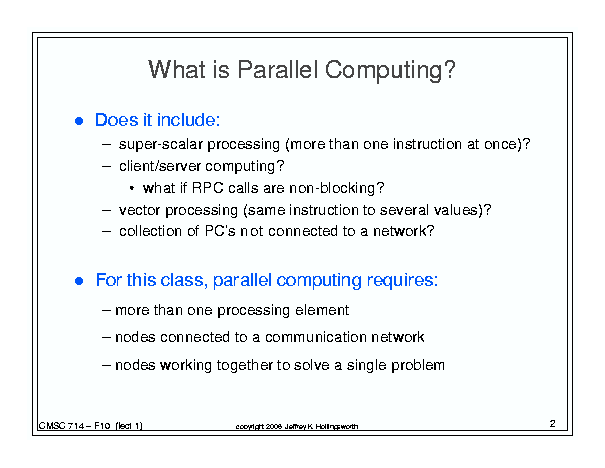 What is Parallel Computing?
● Does it include:
– super-scalar processing (more than one instruction at once)?
– client/server computing?
• what if RPC calls are non-blocking?
– vector processing (same instruction to several values)?
– collection of PC's not connected to a network?
● For this class, parallel computing requires:
– more than one processing element
– nodes connected to a communication network
– nodes working together to solve a single problem
CMSC 714 – F10 (lect 1)
copyright 2006 Jeffrey K. Hollingsworth
2